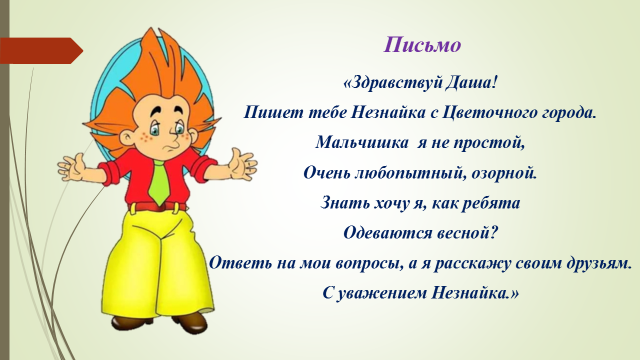 Письмо
«Здравствуй Даша!
Пишет тебе Незнайка с Цветочного города.
Мальчишка я не простой,
Очень любопытный, озорной.
Знать хочу я, как ребята
Одеваются весной?
Ответь на мои вопросы, а я расскажу своим друзьям.
С уважением Незнайка.»